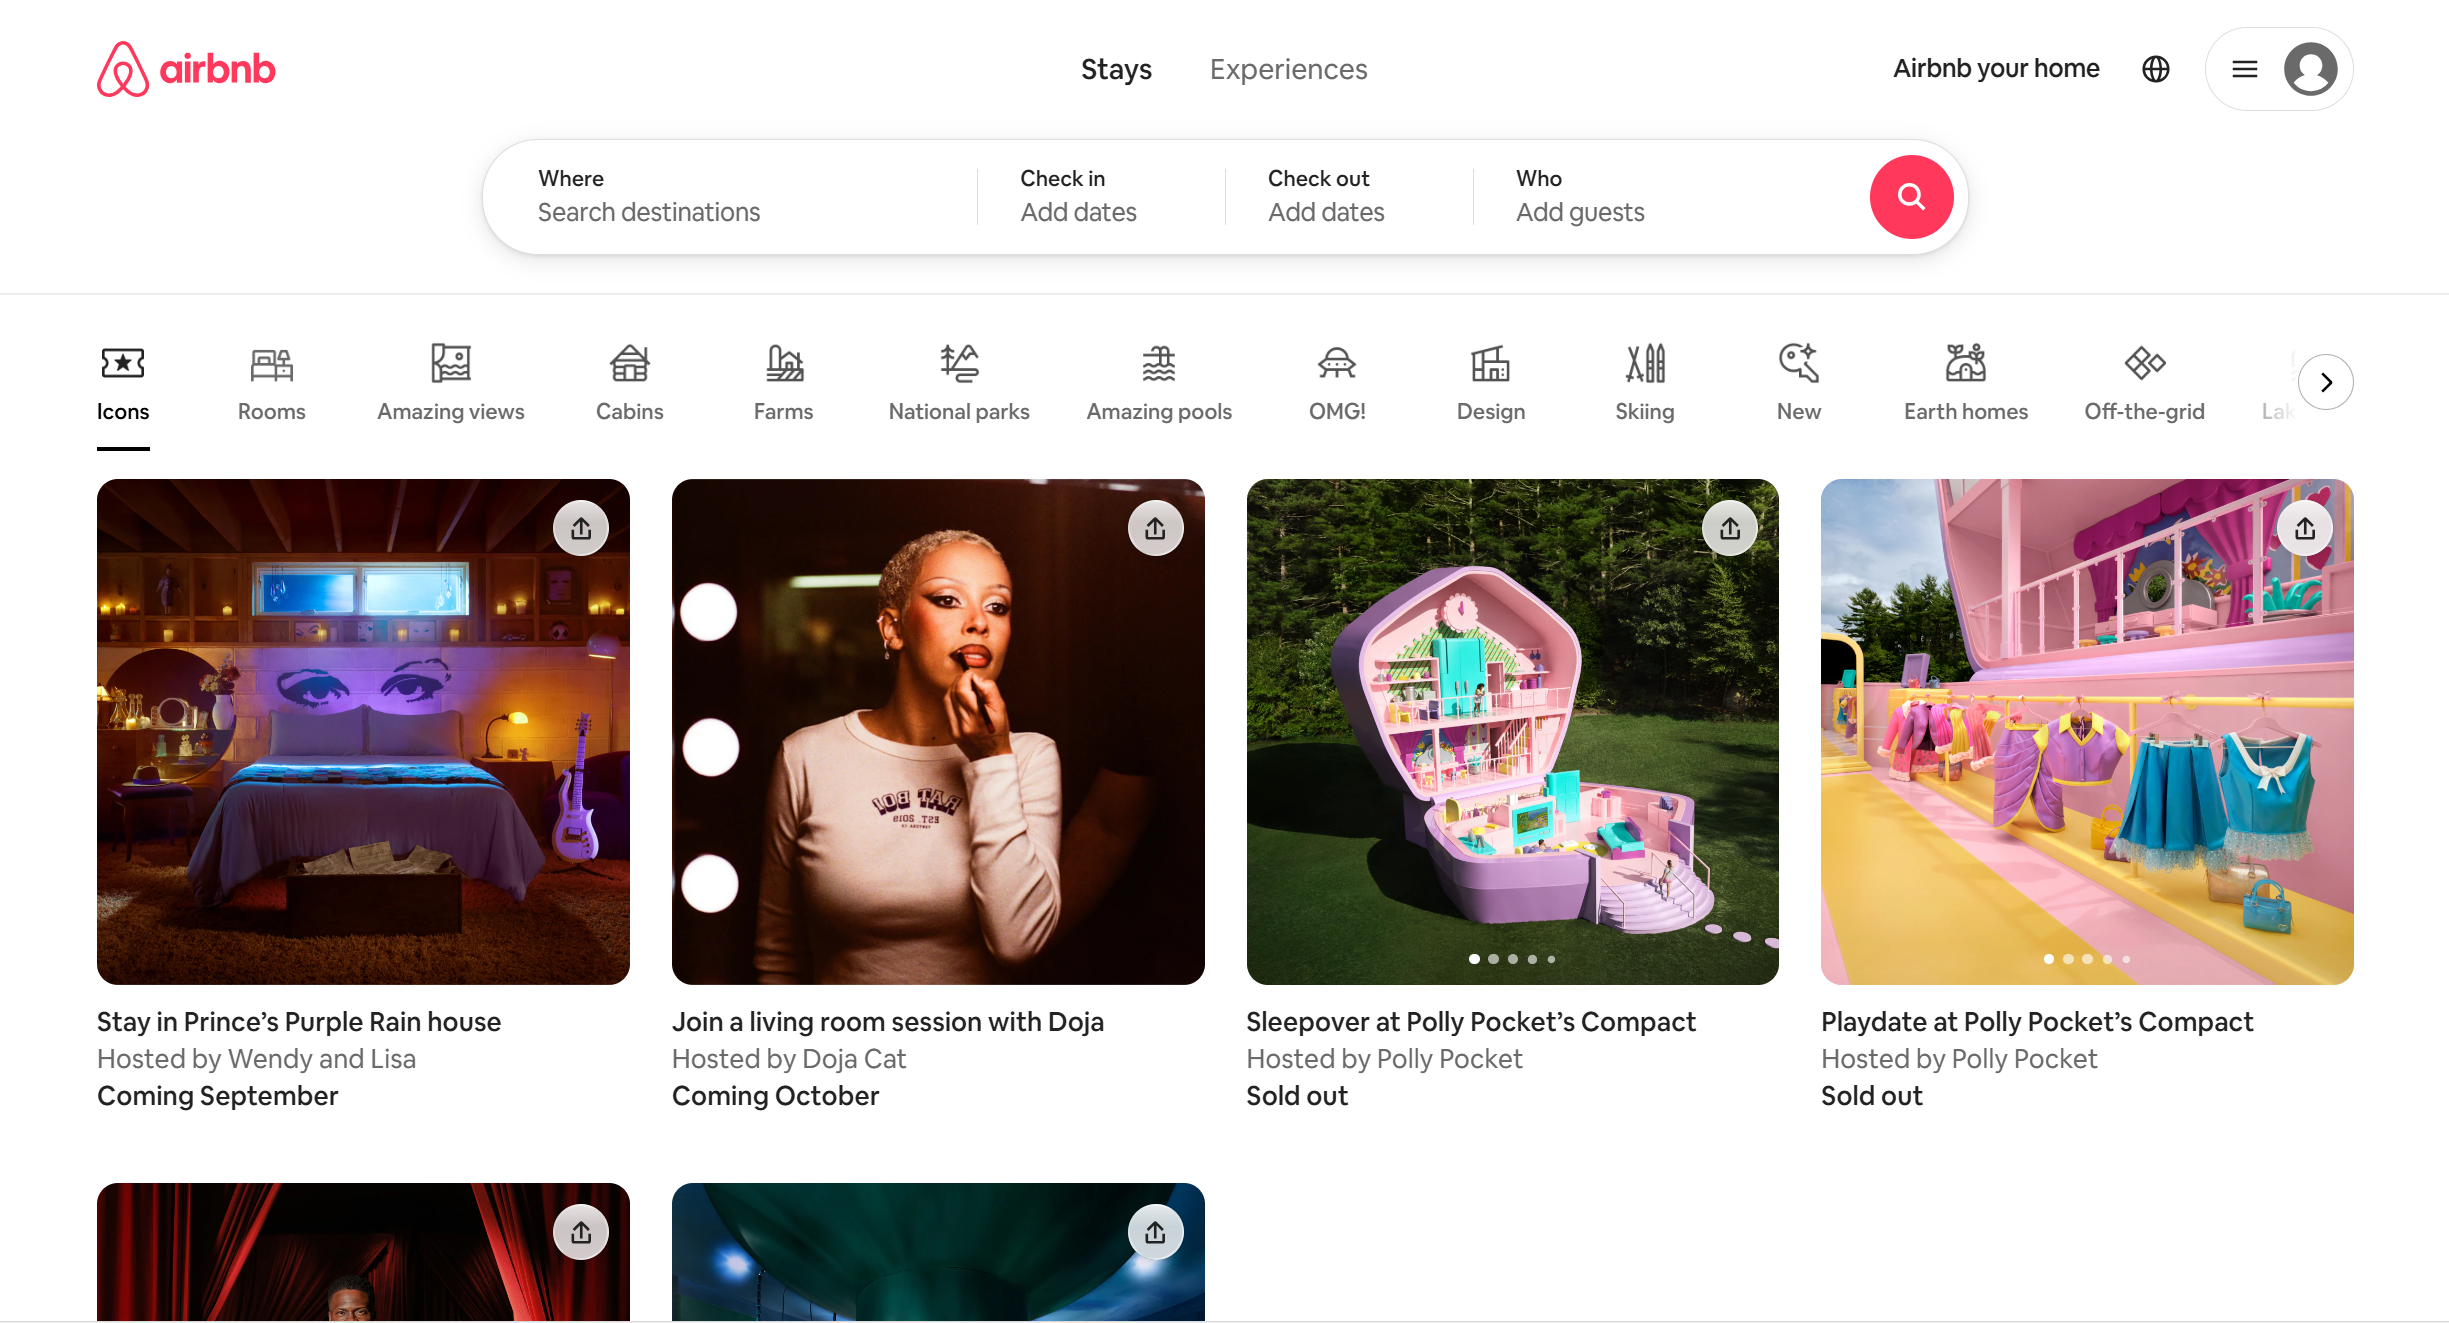 airbnb
Stays
Experiences
Airbnb your home
Where
Search destinations
Check in
Add dates
Check out
Add dates
Who
Add guests
Icons
Rooms
Amazing views
Cabins
Farms
National parks
Amazing pools
OMG!
Design
Skiing
New
Earth homes
Off-the-grid
Lak
RAT BOI
EST. 2019
Stay in Prince’s Purple Rain house
Hosted by Wendy and Lisa
Coming September
Join a living room session with Doja
Hosted by Doja Cat
Coming October
Sleepover at Polly Pocket’s Compact
Hosted by Polly Pocket
Sold out
Playdate at Polly Pocket’s Compact
Hosted by Polly Pocket
Sold out